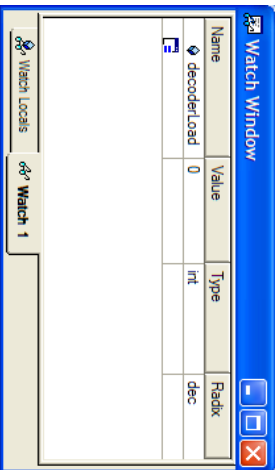 Watch Window
Name Value Type Radix
decoderLoad 0 int dec
Watch Locals Watch 1